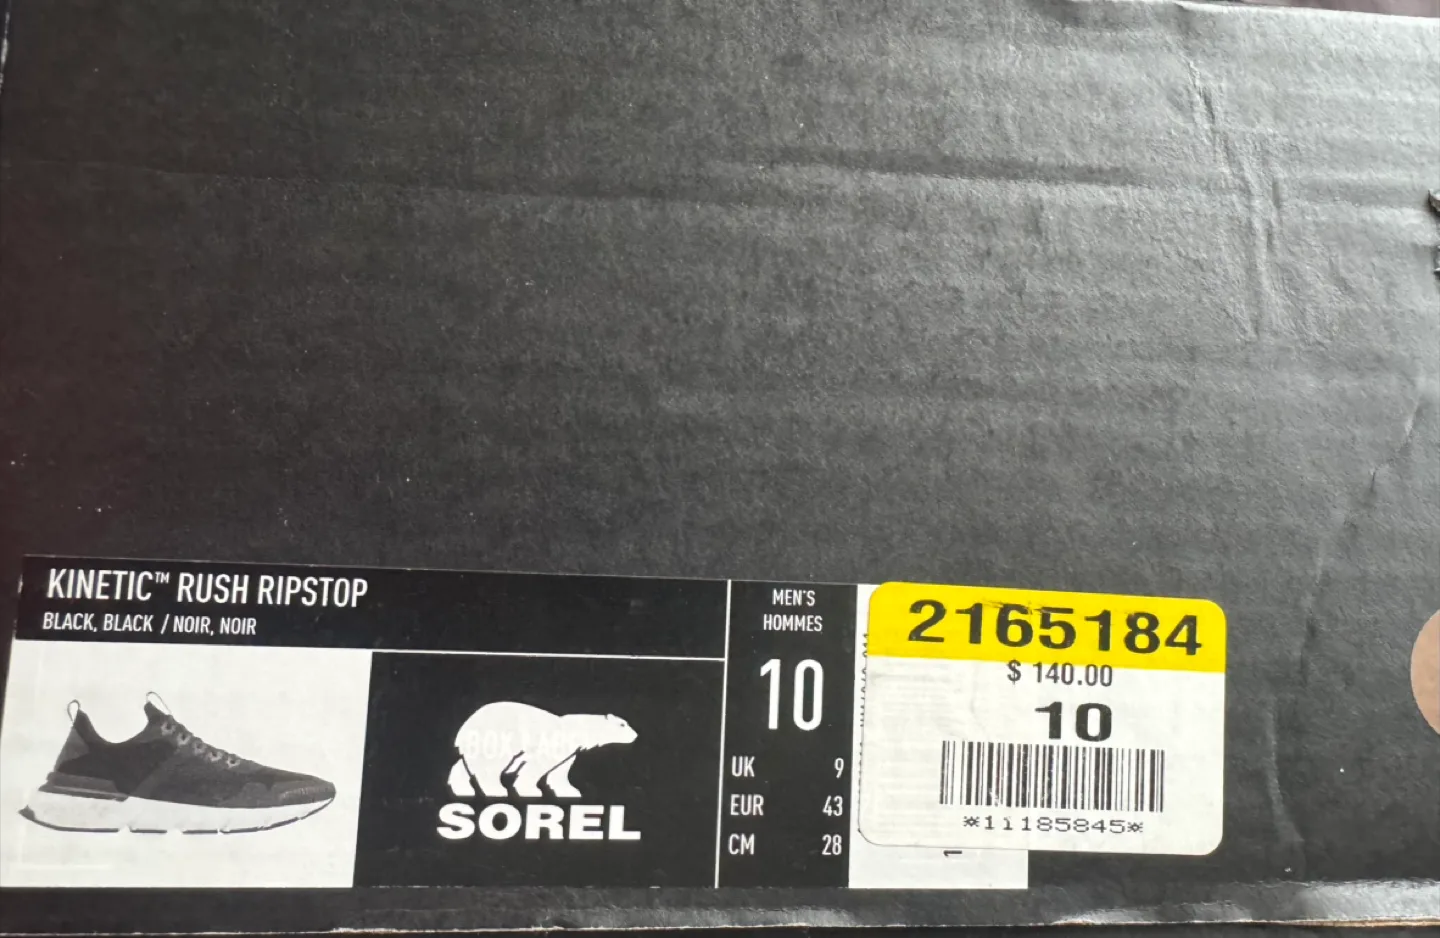 KINETIC™ RUSH RIPSTOP
BLACK, BLACK / NOIR, NOIR
SOREL
MEN'S
HOMMES
10
UK 9
EUR 43
CM 28
2165184
$ 140.00
10
*11185845*